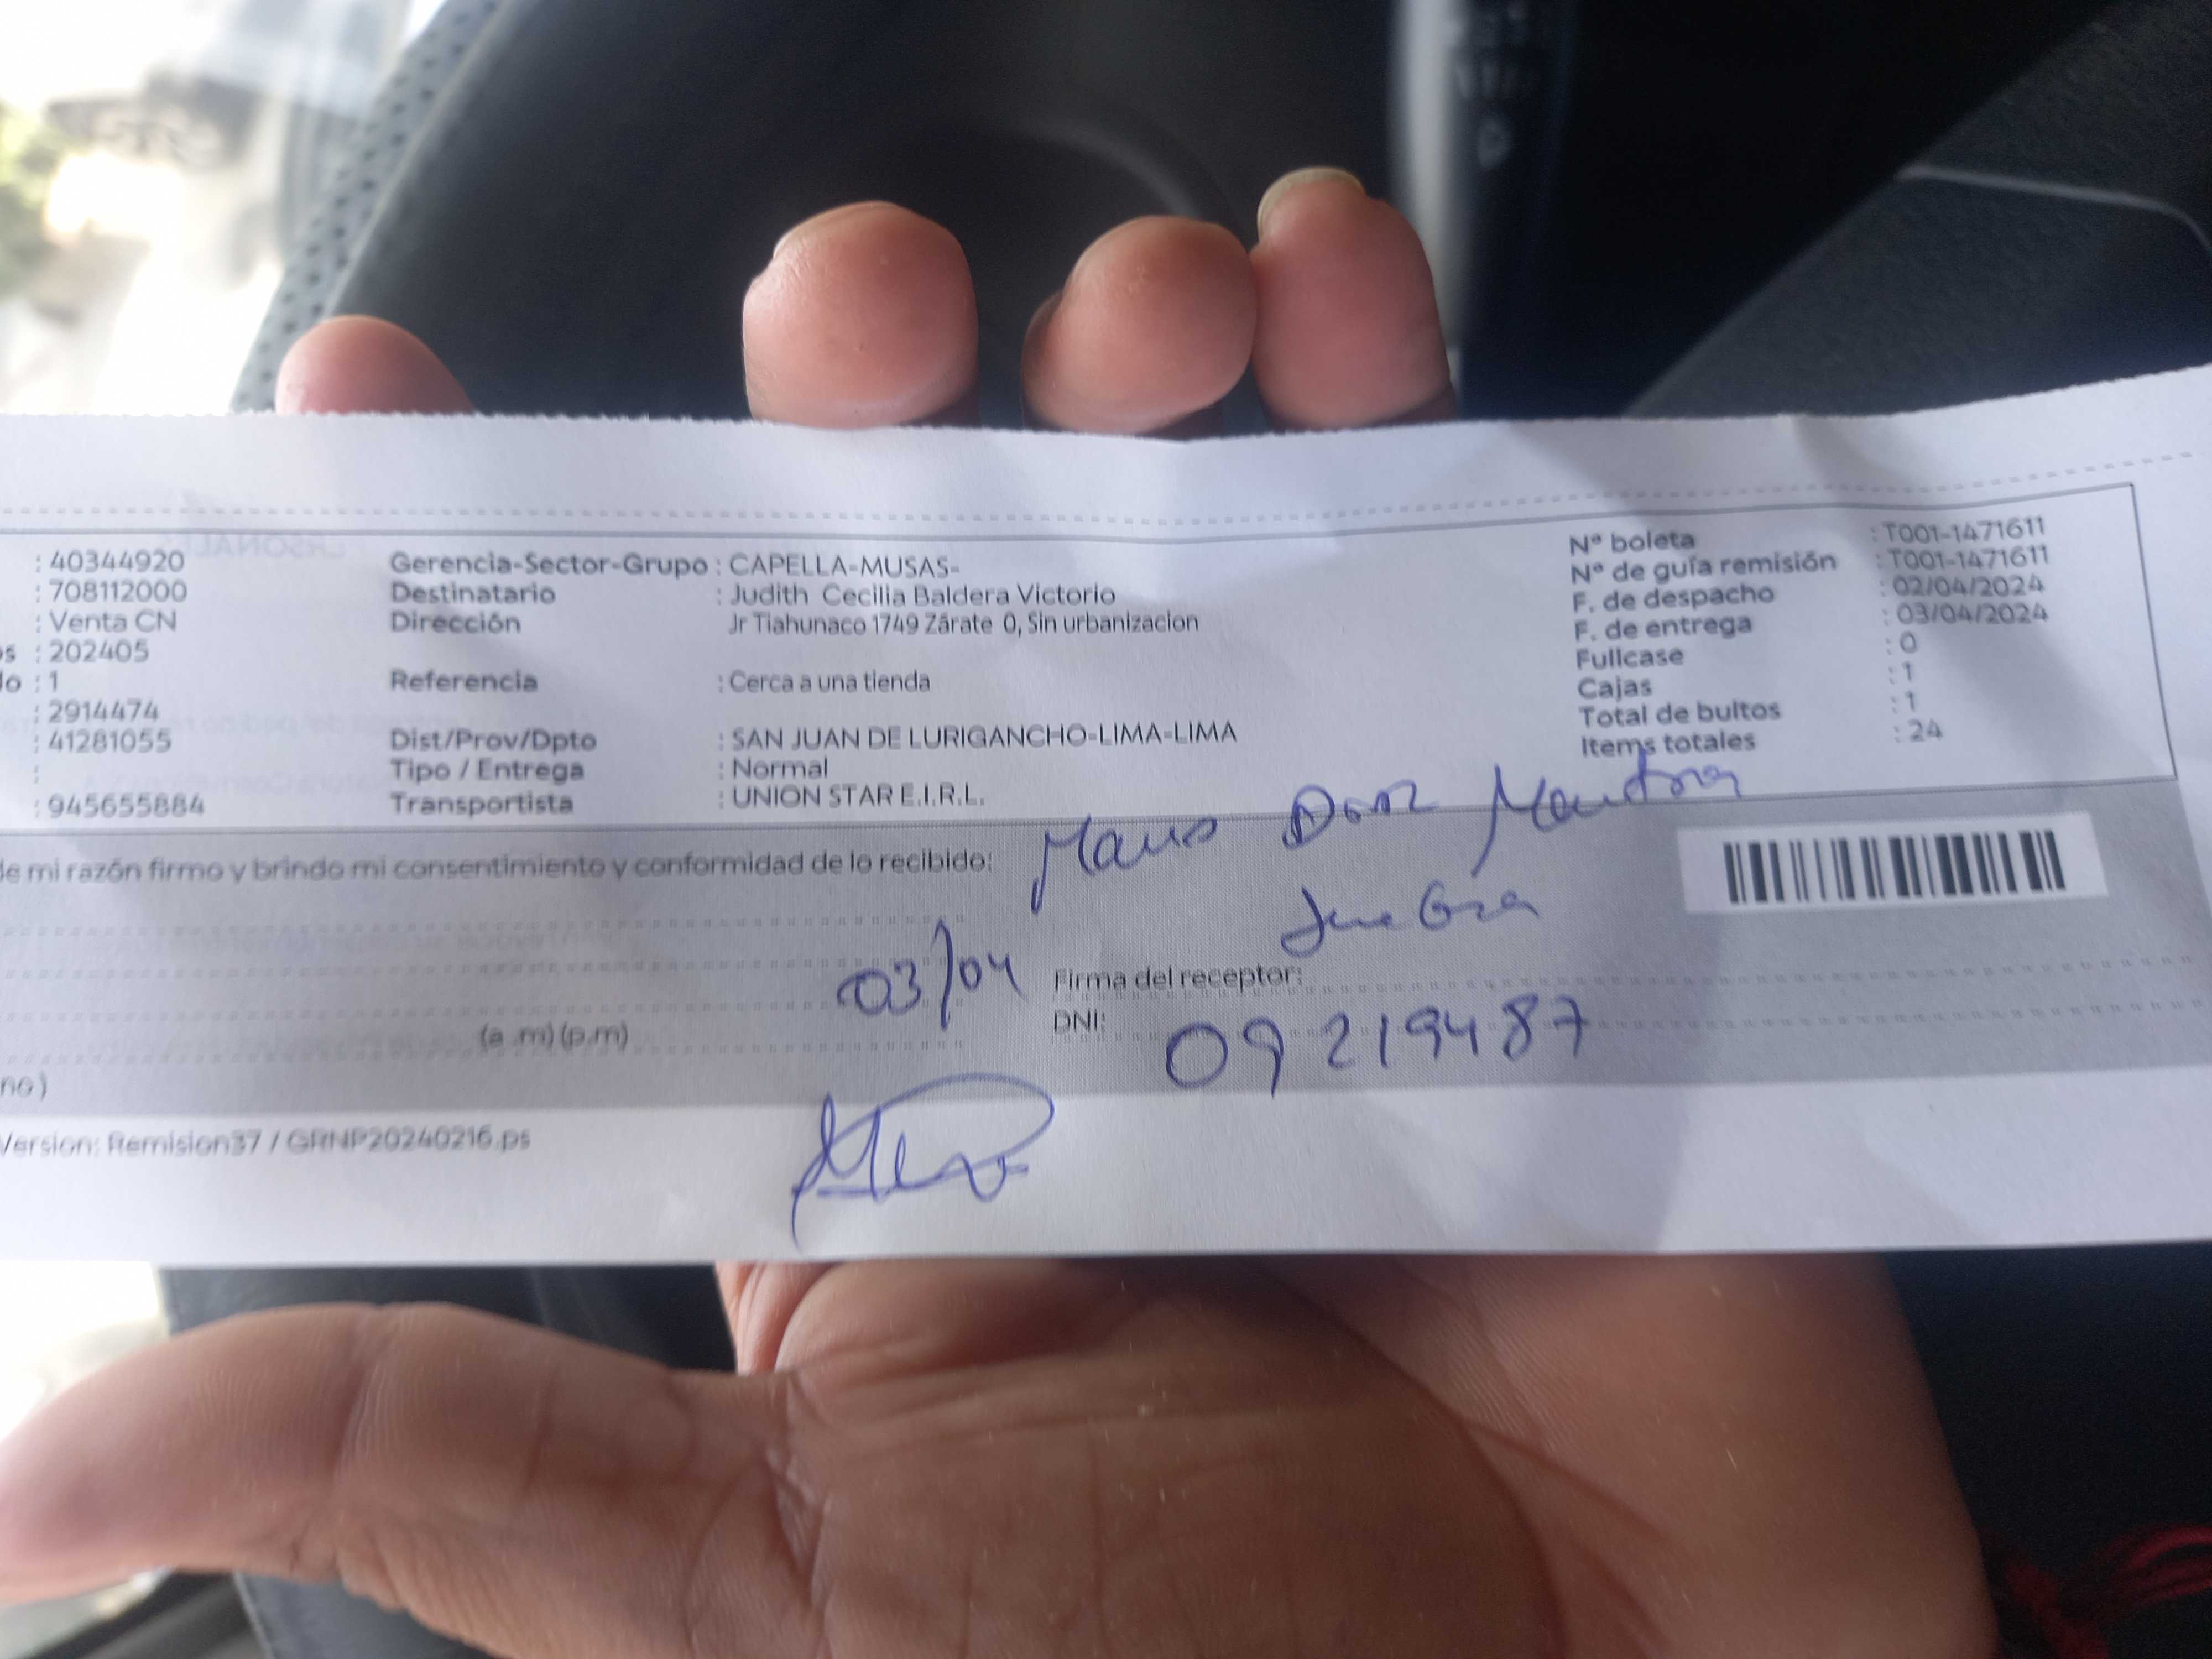 : 40344920 Gerencia-Sector-Grupo : CAPELLA-MUSAS- Nº boleta : T001-1471611
: 708112000 Destinatario : Judith Cecilia Baldera Victorio Nº de guía remisión : T001-1471611
: Venta CN Dirección Jr Tiahunaco 1749 Zárate 0, Sin urbanizacion F. de despacho : 02/04/2024
s : 202405 F. de entrega : 03/04/2024
do : 1 Referencia : Cerca a una tienda Fullcase : 0
: 2914474 Cajas : 1
: 41281055 Dist/Prov/Dpto : SAN JUAN DE LURIGANCHO-LIMA-LIMA Total de bultos : 1
: Tipo / Entrega : Normal Items totales : 24
: 945655884 Transportista : UNION STAR E.I.R.L.
de mi razón firmo y brindo mi consentimiento y conformidad de lo recibido:
03/04 Firma del receptor:
(a .m) (p.m) DNI: 09219487
no )
Version: Remision37 / GRNP20240216.ps